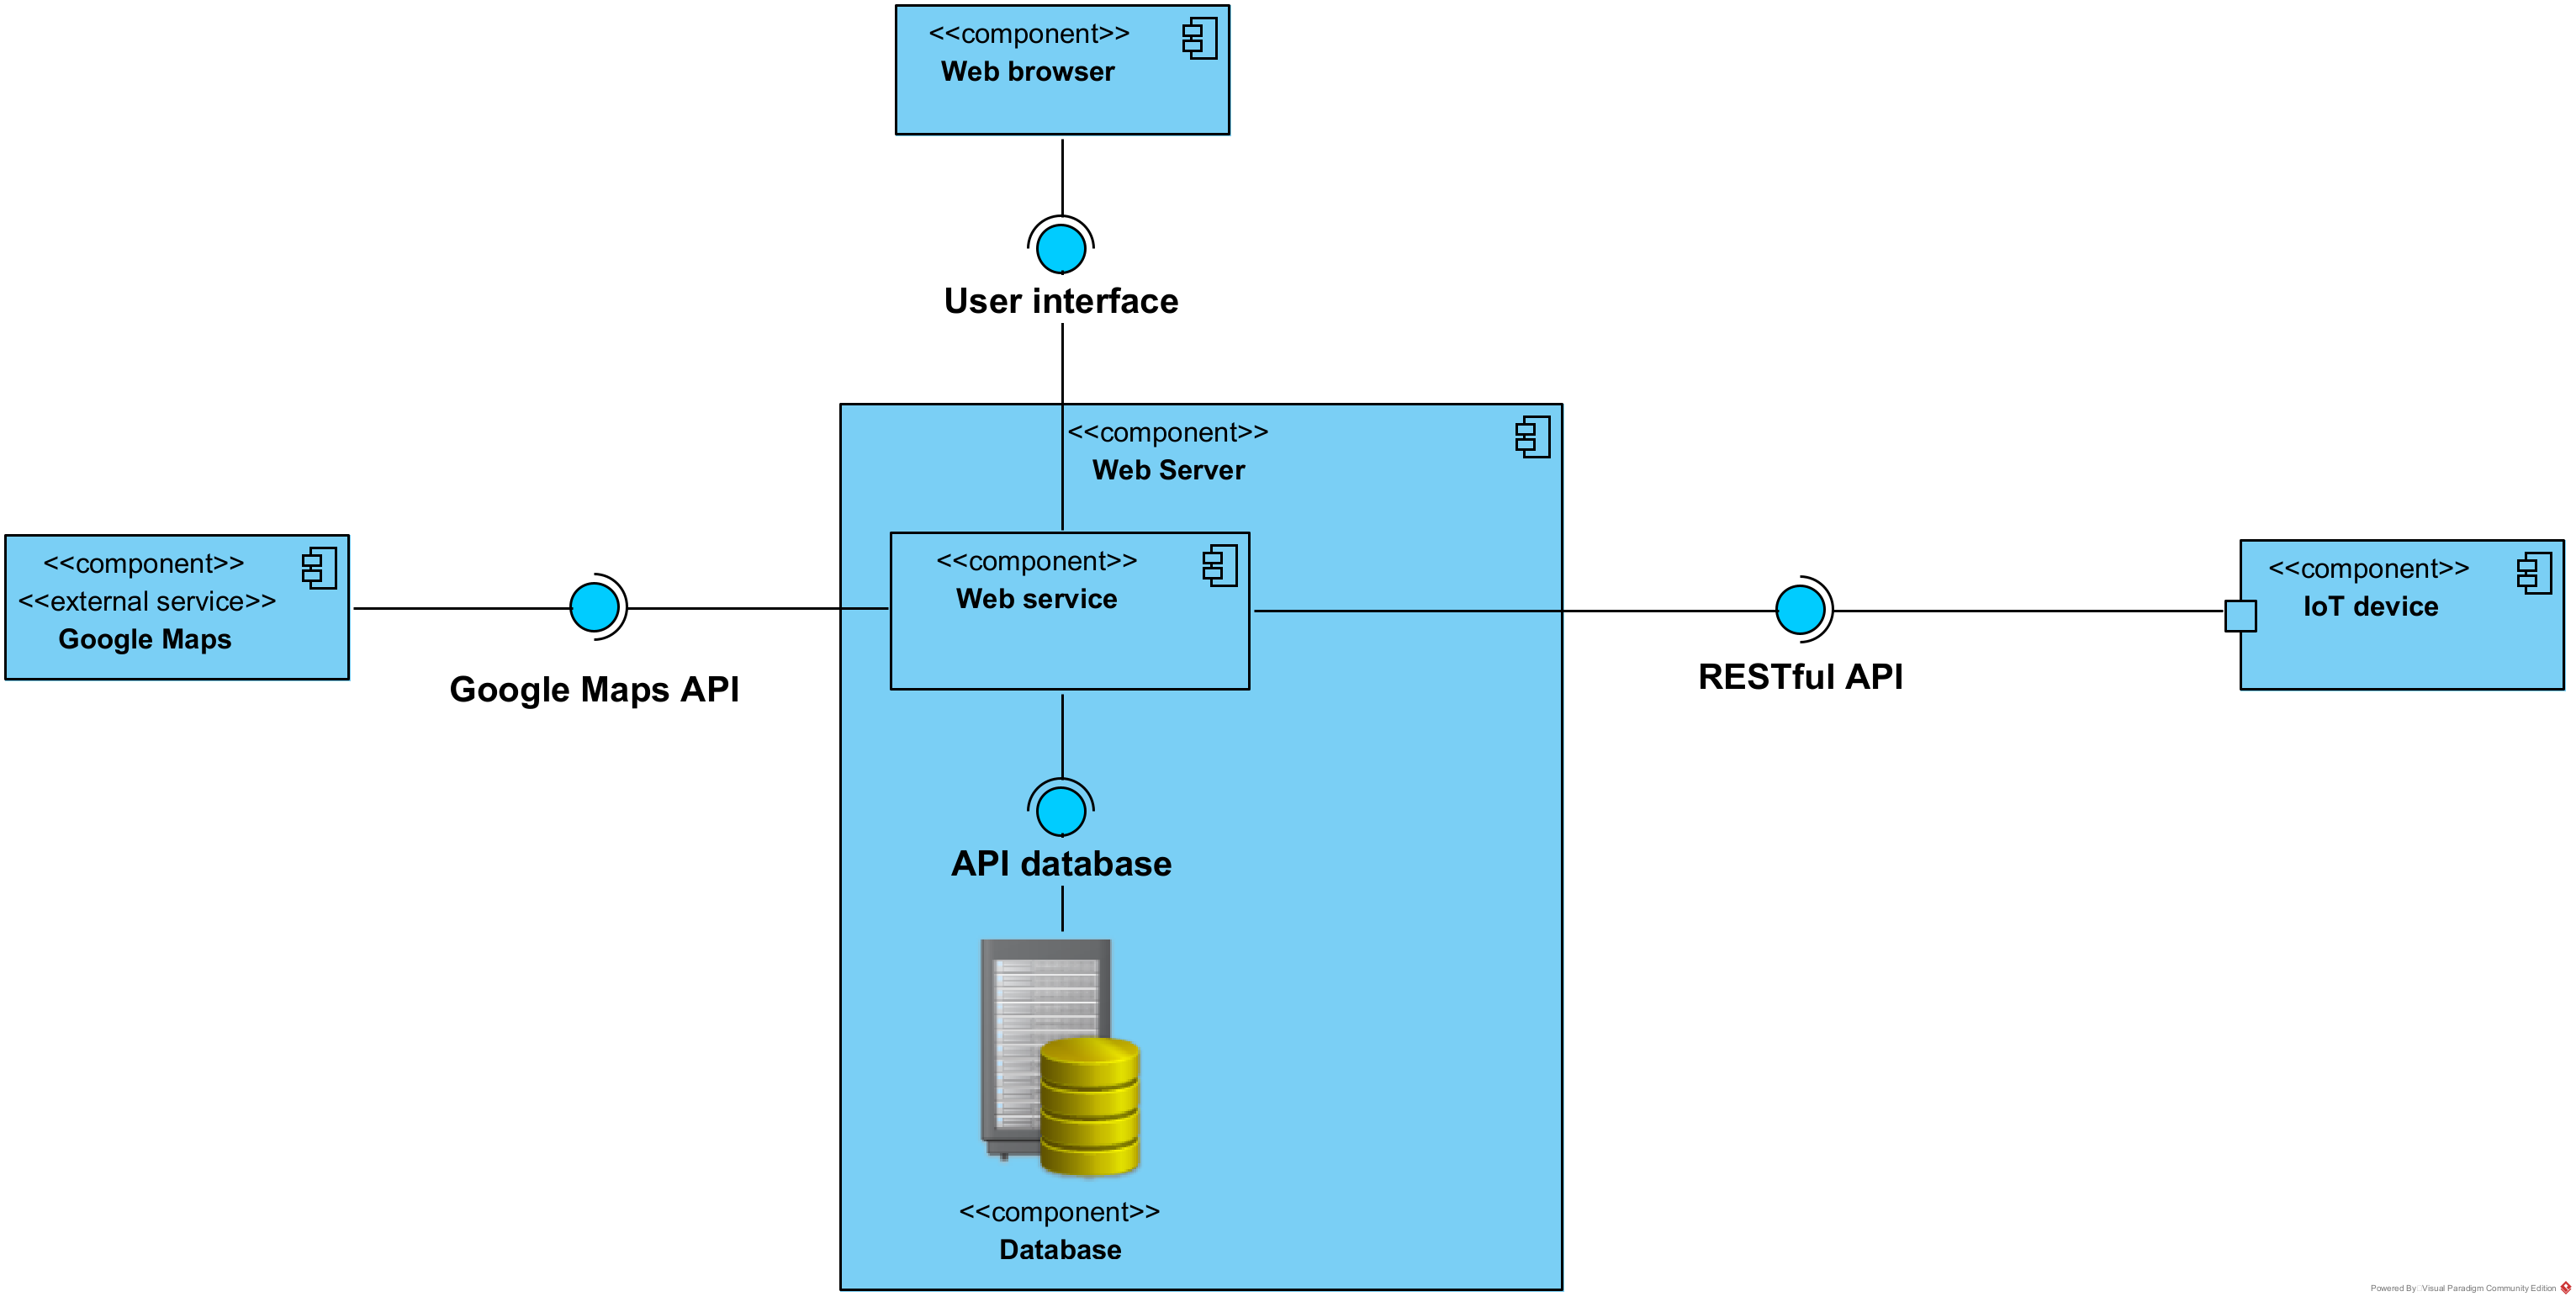 <<component>>
Web browser
User interface
<<component>>
Web Server
<<component>>
<<external service>>
Google Maps
Google Maps API
<<component>>
Web service
RESTful API
<<component>>
IoT device
API database
<<component>>
Database
Powered By Visual Paradigm Community Edition